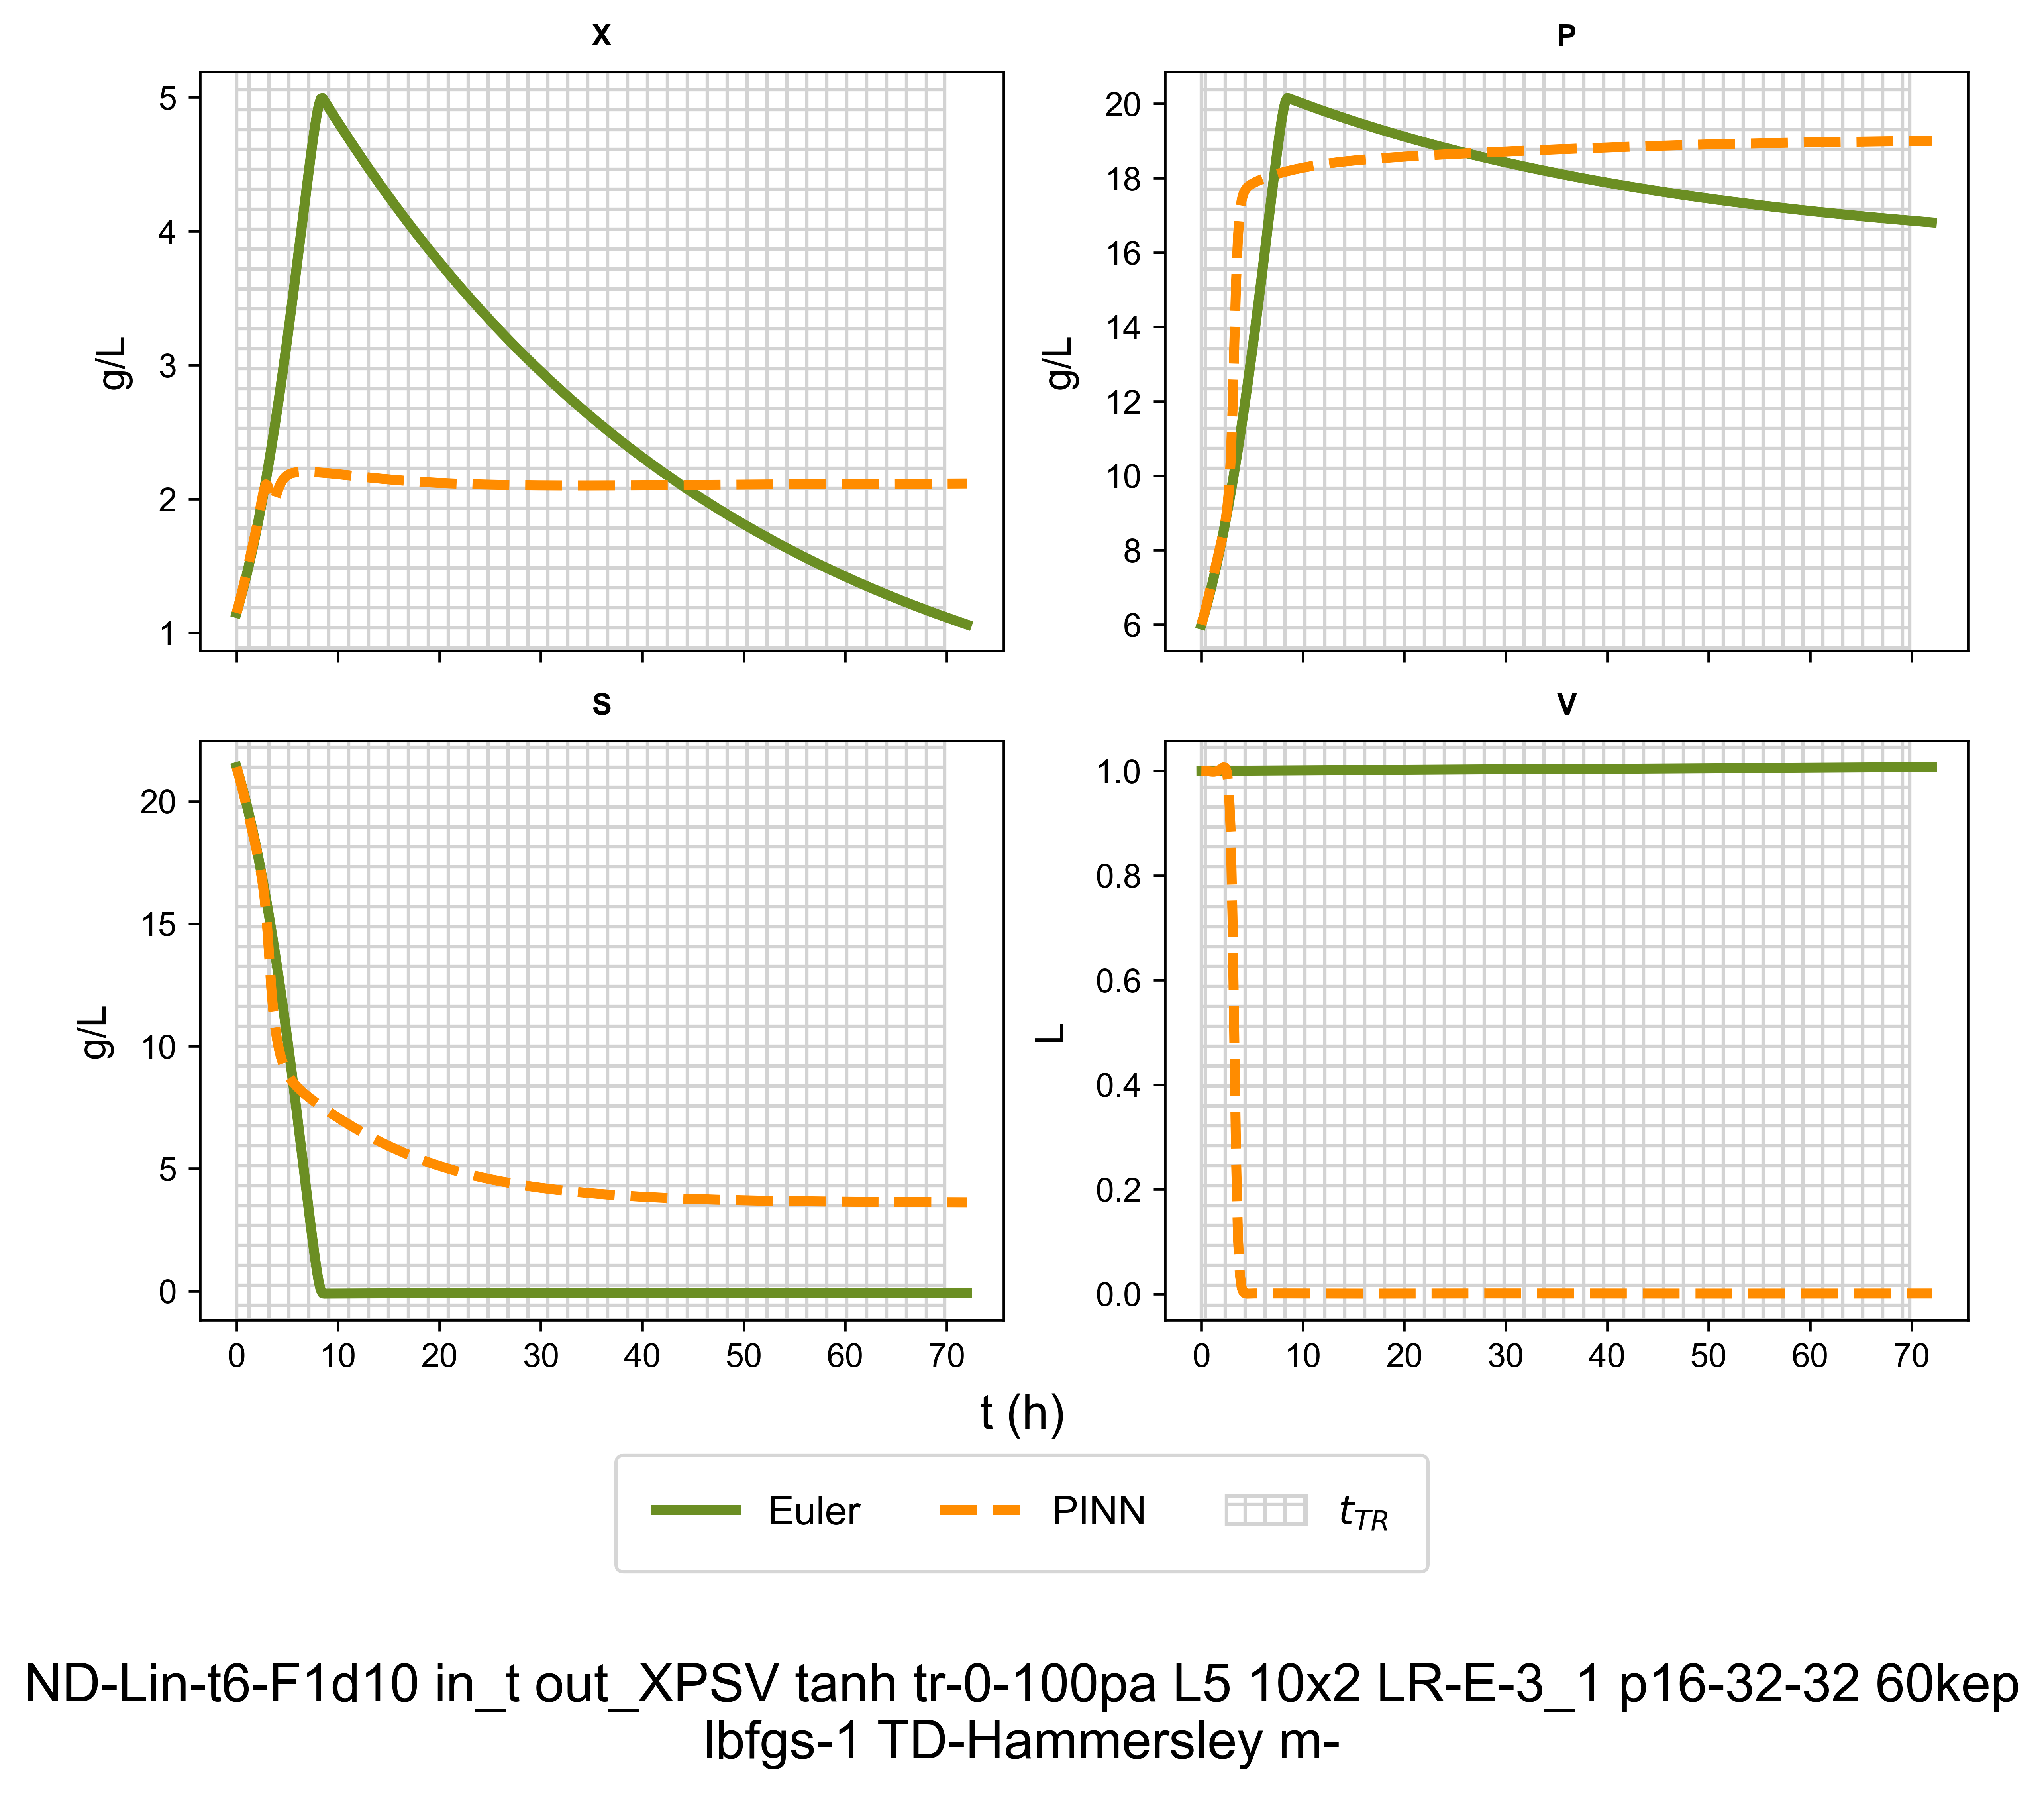 X
P
5
4
3
2
1
g/L
20
18
16
14
12
10
8
6
g/L
S
V
20
15
10
5
0
g/L
0 10 20 30 40 50 60 70
1.0
0.8
0.6
0.4
0.2
0.0
L
0 10 20 30 40 50 60 70
t (h)
Euler PINN t_TR
ND-Lin-t6-F1d10 in_t out_XPSV tanh tr-0-100pa L5 10x2 LR-E-3_1 p16-32-32 60kep
lbfgs-1 TD-Hammersley m-